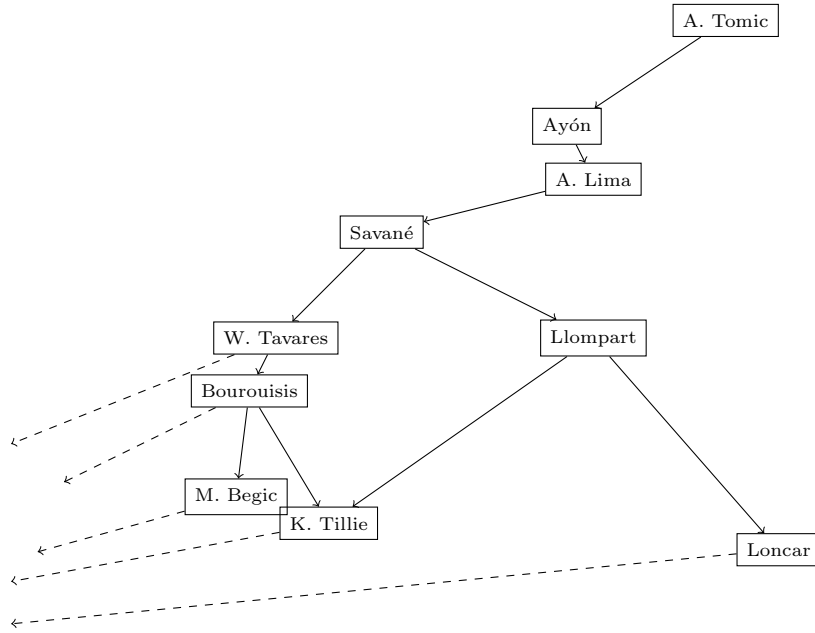 A. Tomic
Ayón
A. Lima
Savané
W. Tavares
Llompart
Bourouisis
M. Begic
K. Tillie
Loncar